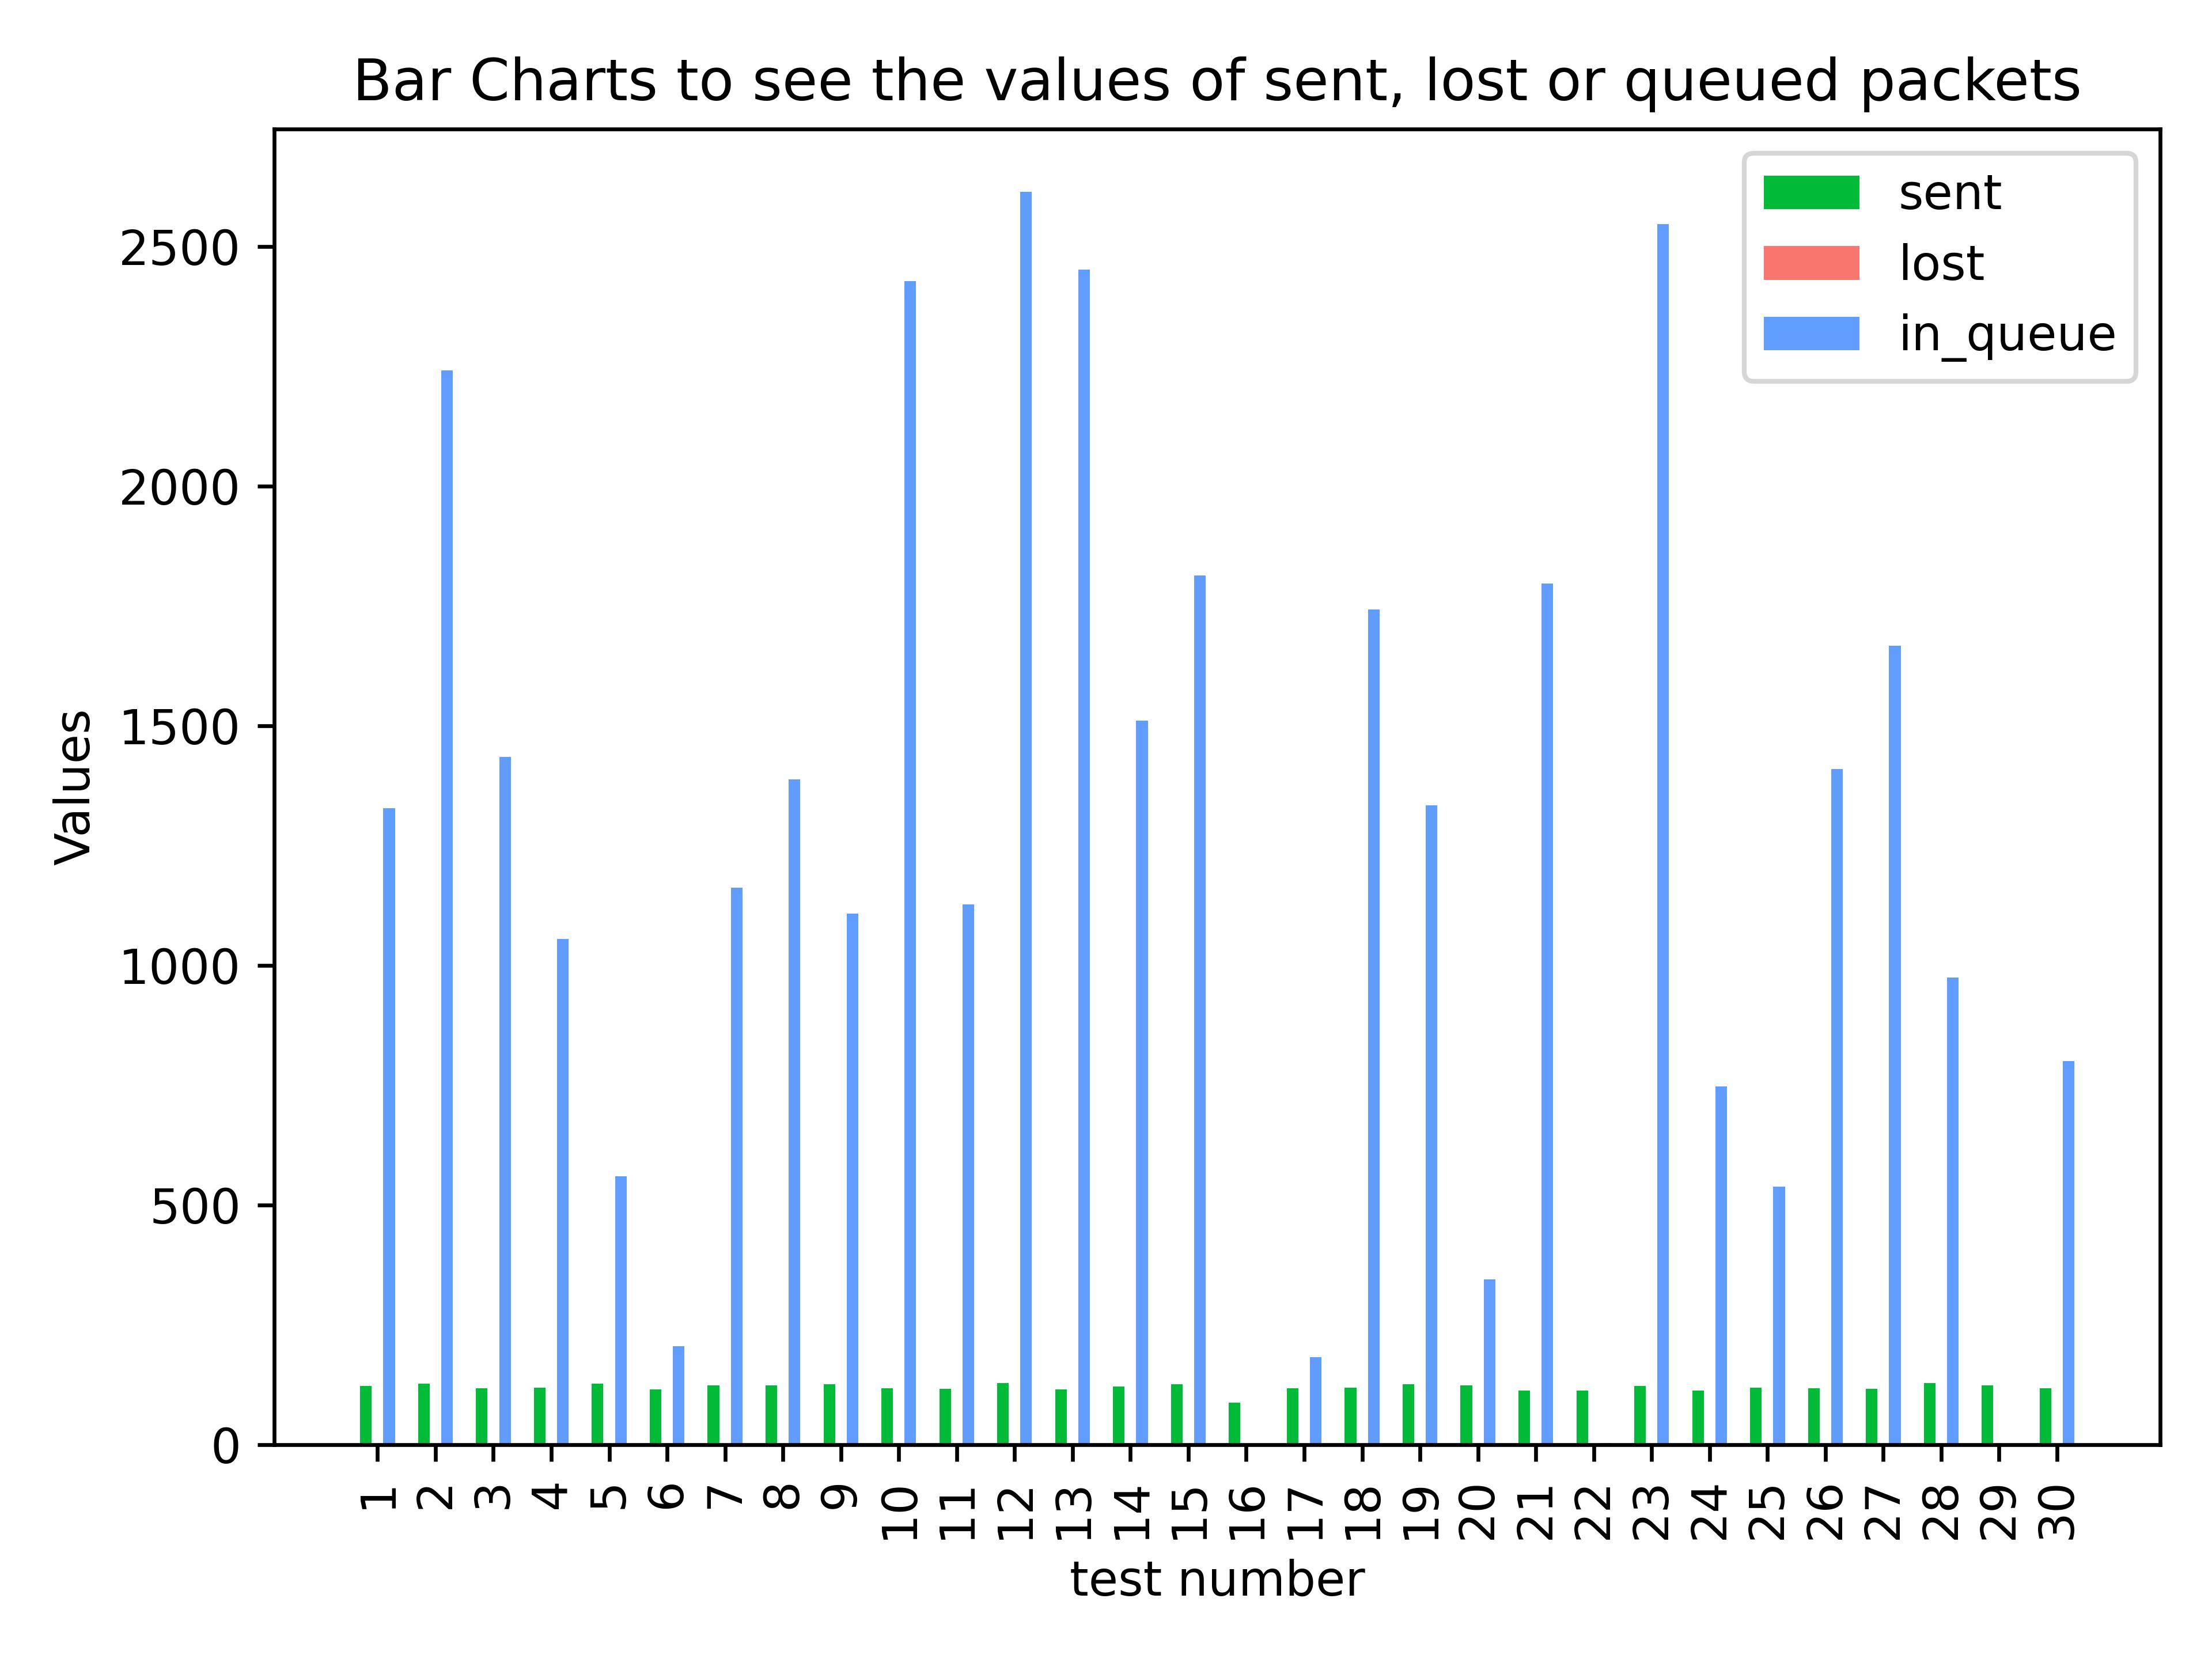 Bar Charts to see the values of sent, lost or queued packets
sent
lost
in_queue
2500
2000
1500
1000
500
0
Values
1 2 3 4 5 6 7 8 9 10 11 12 13 14 15 16 17 18 19 20 21 22 23 24 25 26 27 28 29 30
test number